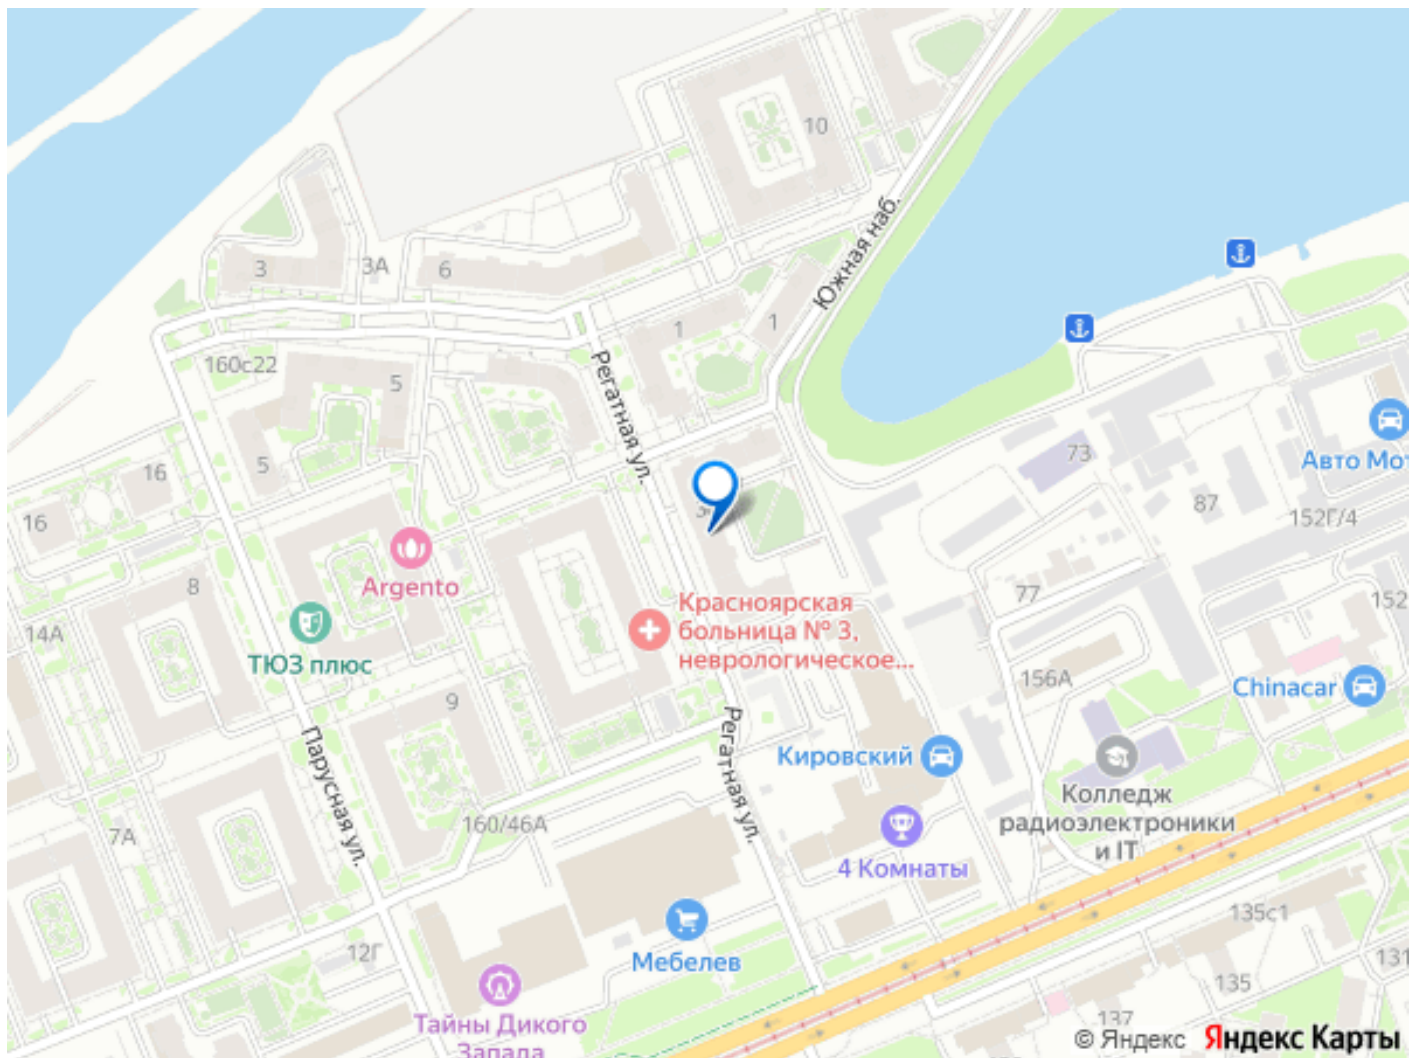 10
Южная наб.
3
3А
6
1
1
160с22
5
Регатная ул.
5
16
16
73
Авто Мот
87
152Г/4
Argento
8
77
152
14А
ТЮЗ плюс
Красноярская
больница № 3,
неврологическое...
156А
Chinacar
9
Парусная ул.
Регатная ул.
Кировский
Колледж
радиоэлектроники
и IT
7А
160/46А
4 Комнаты
135с1
12Г
Мебелев
131
135
Тайны Дикого
Запада
137
© Яндекс Яндекс Карты